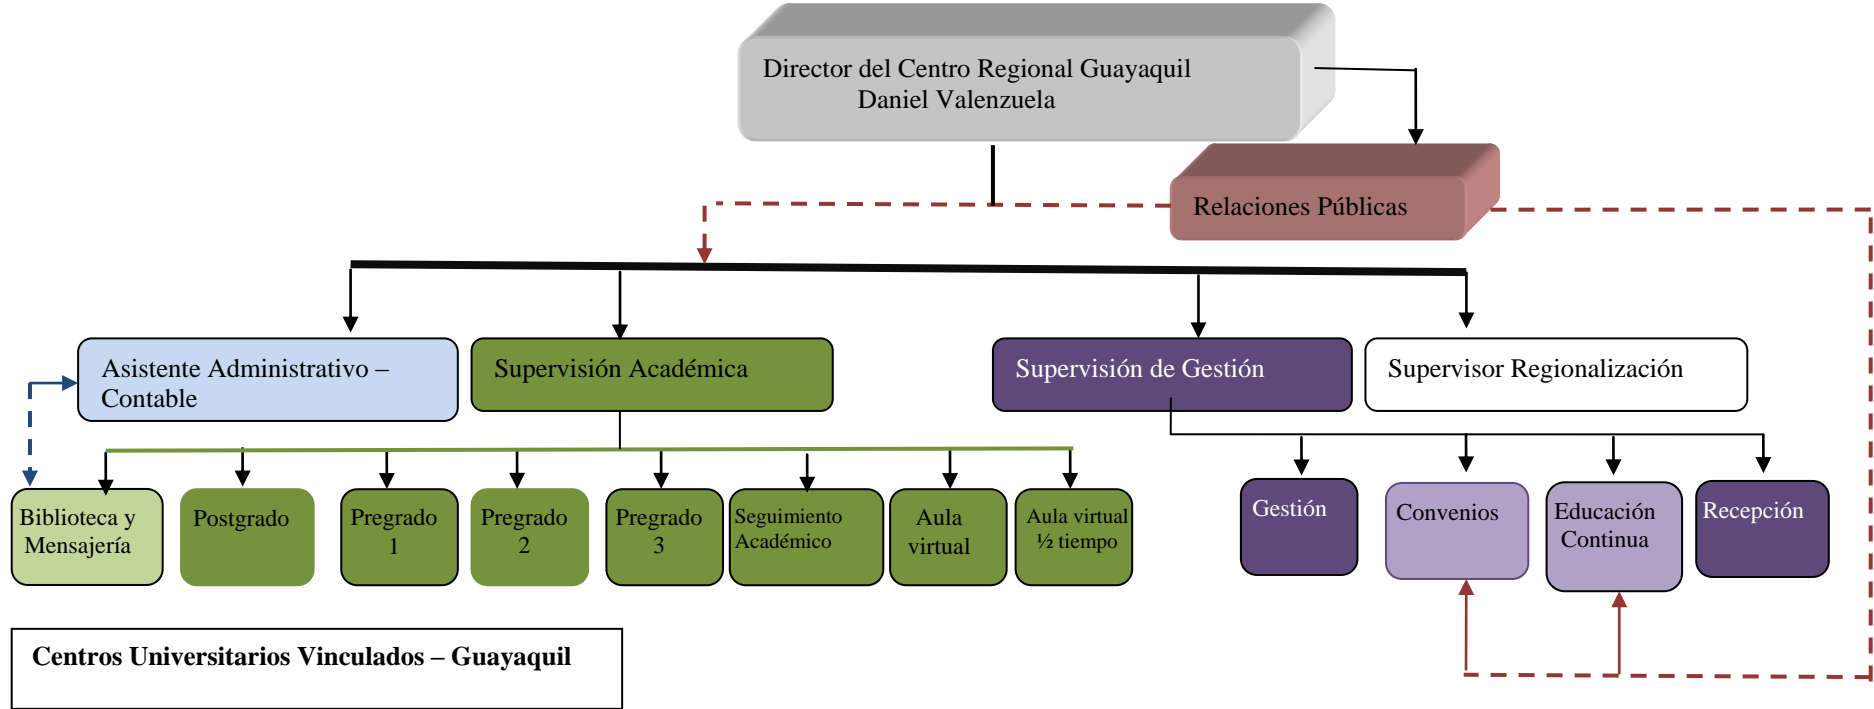 Director del Centro Regional Guayaquil
Daniel Valenzuela
Relaciones Públicas
Asistente Administrativo –
Contable
Supervisión Académica
Supervisión de Gestión
Supervisor Regionalización
Biblioteca y
Mensajería
Postgrado
Pregrado
1
Pregrado
2
Pregrado
3
Seguimiento
Académico
Aula
virtual
Aula virtual
½ tiempo
Gestión
Convenios
Educación
Continua
Recepción
Centros Universitarios Vinculados – Guayaquil